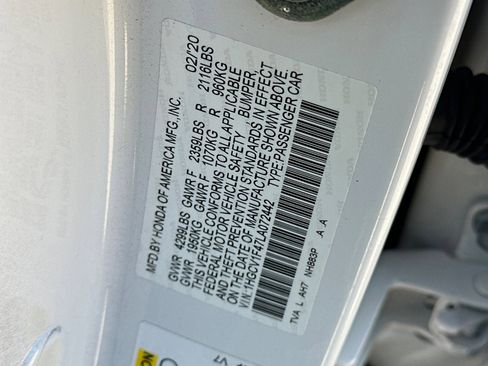 MFD BY HONDA OF AMERICA MFG., INC. 02/20
GVWR 4299LBS GAWR F 2359LBS R 2116LBS
GVWR 1950KG GAWR F 1070KG R 960KG
THIS VEHICLE CONFORMS TO ALL APPLICABLE
FEDERAL MOTOR VEHICLE SAFETY, BUMPER,
AND THEFT PREVENTION STANDARDS IN EFFECT
ON THE DATE OF MANUFACTURE SHOWN ABOVE.
V.I.N: 1HGCV1F47LA072442 TYPE: PASSENGER CAR
TVA L AH7 NH883P A A